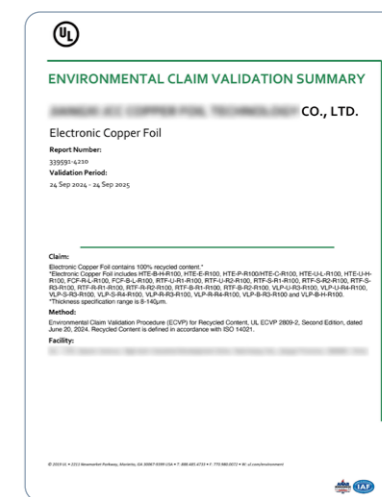 UL
ENVIRONMENTAL CLAIM VALIDATION SUMMARY
CO., LTD.
Electronic Copper Foil
Report Number:
339591-4210
Validation Period:
24 Sep 2024 - 24 Sep 2025
Claim:
Electronic Copper Foil contains 100% recycled content.*
*Electronic Copper Foil includes HTE-B-H-R100, HTE-E-R100, HTE-P-R100/HTE-C-R100, HTE-U-L-R100, HTE-U-H-
R100, FCF-R-L-R100, FCF-B-L-R100, RTF-U-R1-R100, RTF-U-R2-R100, RTF-S-R1-R100, RTF-S-R2-R100, RTF-S-
R3-R100, RTF-R-R1-R100, RTF-R-R2-R100, RTF-B-R1-R100, RTF-B-R2-R100, VLP-U-R3-R100, VLP-U-R4-R100,
VLP-S-R3-R100, VLP-S-R4-R100, VLP-R-R3-R100, VLP-R-R4-R100, VLP-B-R3-R100 and VLP-B-H-R100.
*Thickness specification range is 8-140μm.
Method:
Environmental Claim Validation Procedure (ECVP) for Recycled Content, UL ECVP 2809-2, Second Edition, dated
June 20, 2024. Recycled Content is defined in accordance with ISO 14021.
Facility:
IAF